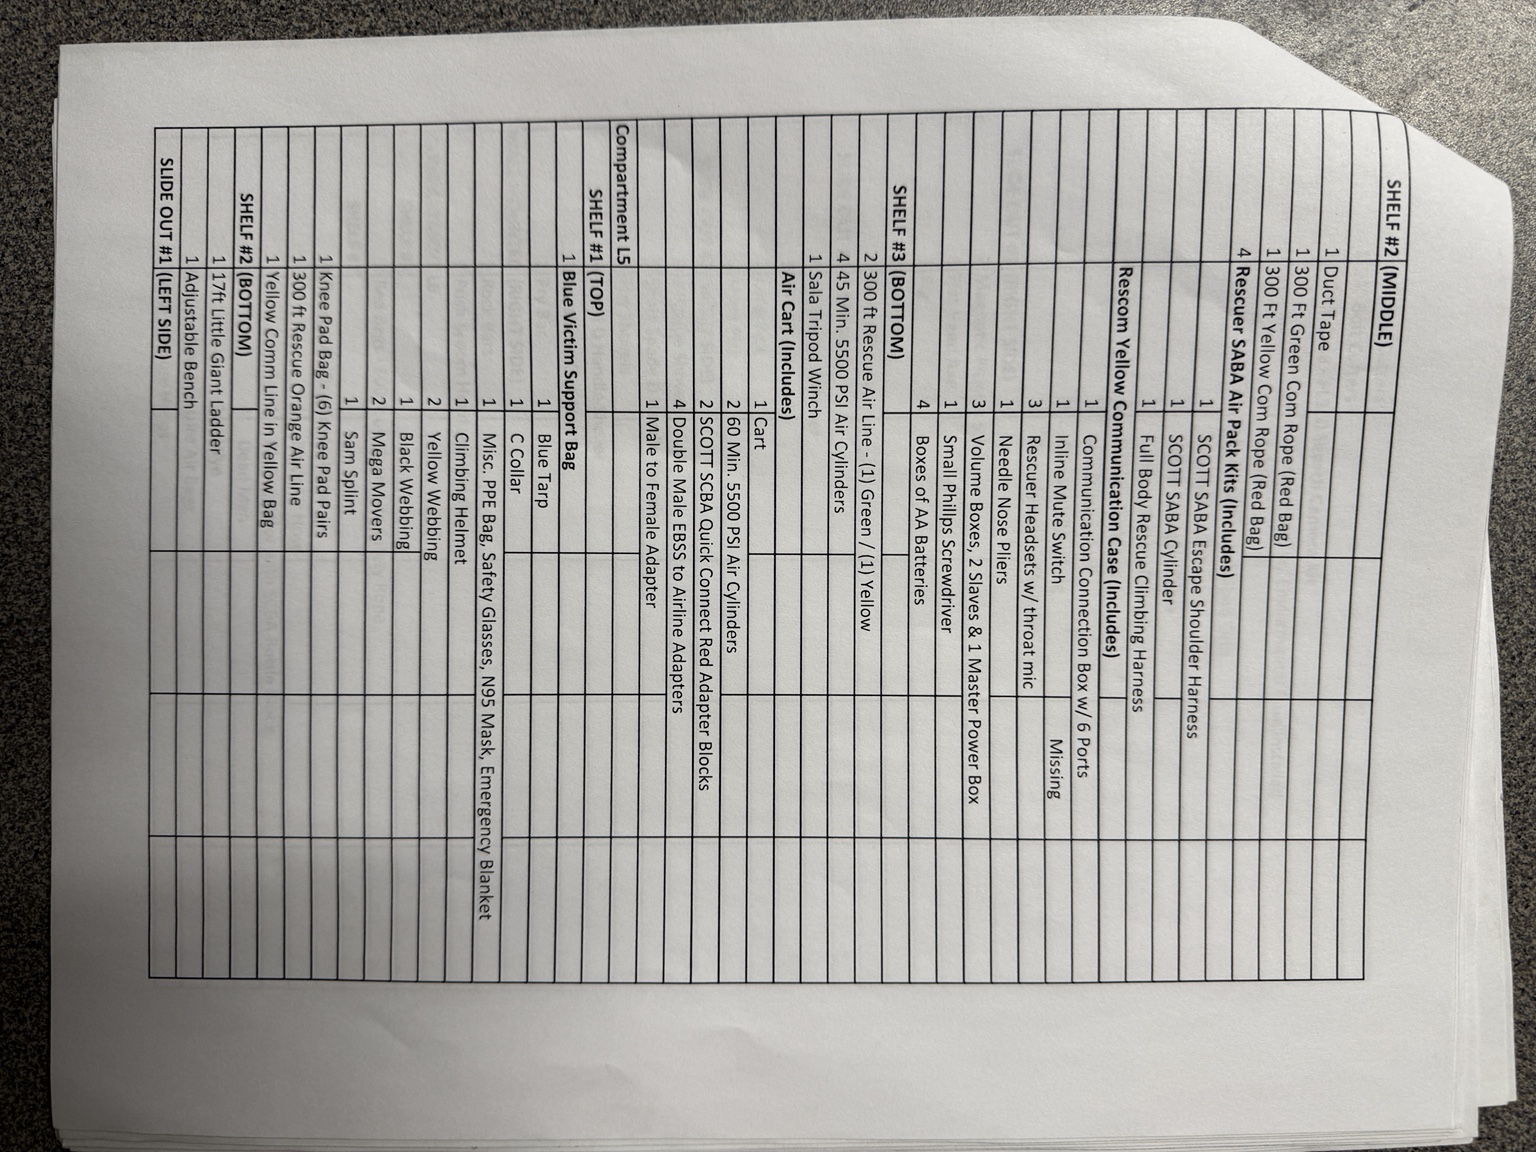 SHELF #2 (MIDDLE)
1 Duct Tape
1 300 Ft Green Com Rope (Red Bag)
1 300 Ft Yellow Com Rope (Red Bag)
4 Rescuer SABA Air Pack Kits (Includes)
1 SCOTT SABA Escape Shoulder Harness
1 SCOTT SABA Cylinder
1 Full Body Rescue Climbing Harness
Rescom Yellow Communication Case (Includes)
1 Communication Connection Box w/ 6 Ports
1 Inline Mute Switch Missing
3 Rescuer Headsets w/ throat mic
1 Needle Nose Pliers
3 Volume Boxes, 2 Slaves & 1 Master Power Box
1 Small Phillps Screwdriver
4 Boxes of AA Batteries
SHELF #3 (BOTTOM)
2 300 ft Rescue Air Line - (1) Green / (1) Yellow
4 45 Min. 5500 PSI Air Cylinders
1 Sala Tripod Winch
Air Cart (Includes)
1 Cart
2 60 Min. 5500 PSI Air Cylinders
2 SCOTT SCBA Quick Connect Red Adapter Blocks
4 Double Male EBSS to Airline Adapters
1 Male to Female Adapter
Compartment L5
SHELF #1 (TOP)
1 Blue Victim Support Bag
1 Blue Tarp
1 C Collar
1 Misc. PPE Bag, Safety Glasses, N95 Mask, Emergency Blanket
1 Climbing Helmet
2 Yellow Webbing
1 Black Webbing
2 Mega Movers
1 Sam Splint
1 Knee Pad Bag - (6) Knee Pad Pairs
1 300 ft Rescue Orange Air Line
1 Yellow Comm Line in Yellow Bag
SHELF #2 (BOTTOM)
1 17ft Little Giant Ladder
1 Adjustable Bench
SLIDE OUT #1 (LEFT SIDE)